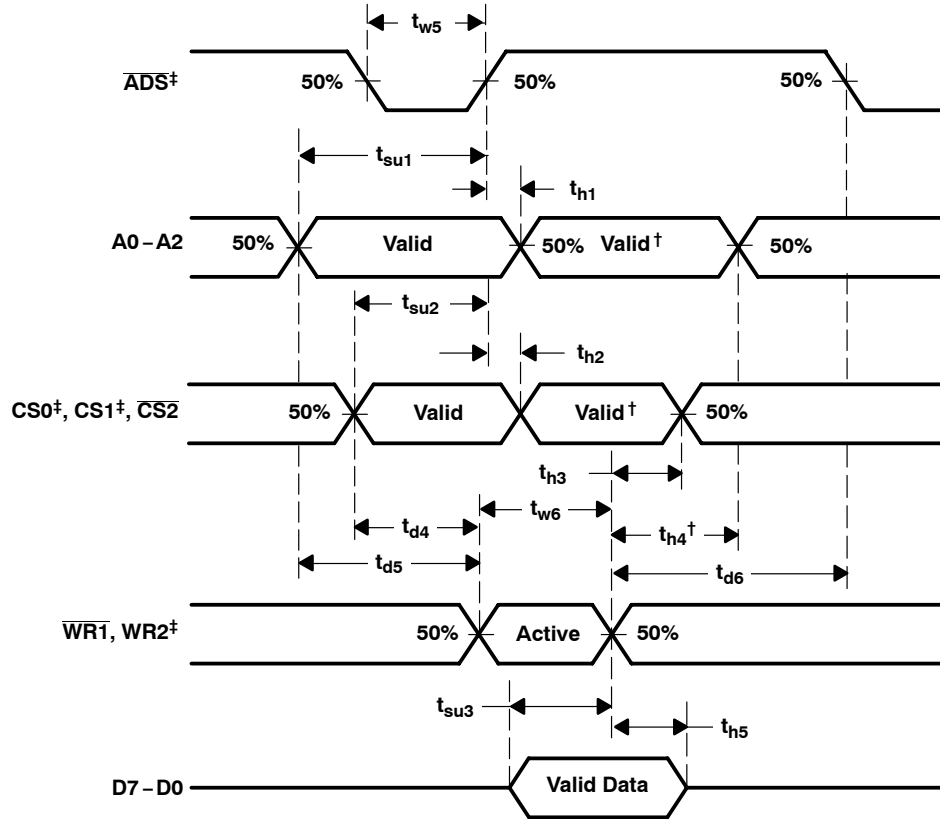 tw5
ADS‡ 50% 50% 50%
tsu1
th1
A0–A2 50% Valid 50% Valid† 50%
tsu2
th2
CS0‡, CS1‡, CS2 50% Valid Valid† 50%
th3
tw6
td4 th4†
td5 td6
WR1, WR2‡ 50% Active 50%
tsu3
th5
D7–D0 Valid Data